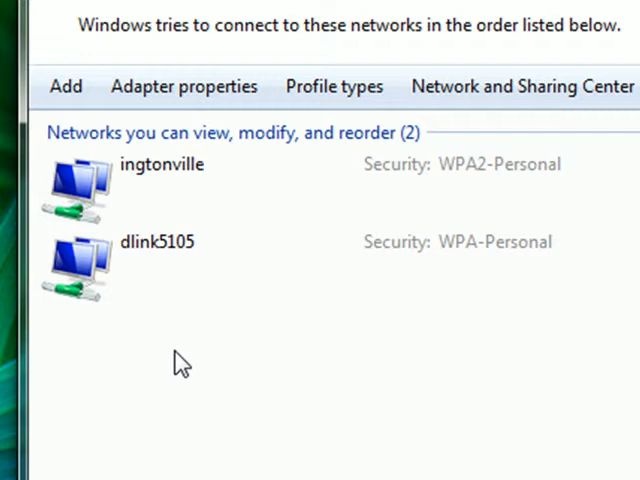 Windows tries to connect to these networks in the order listed below.
Add Adapter properties Profile types Network and Sharing Center
Networks you can view, modify, and reorder (2)
ingtonville Security: WPA2-Personal
dlink5105 Security: WPA-Personal